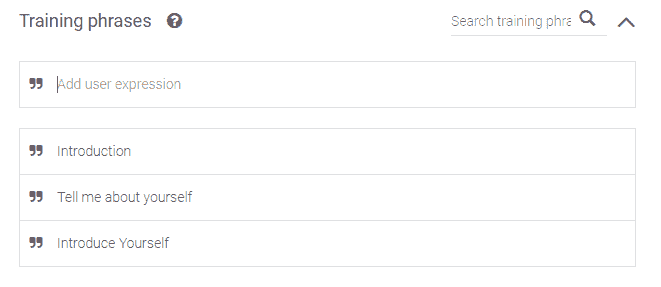 Training phrases
Search training phra
Add user expression
Introduction
Tell me about yourself
Introduce Yourself